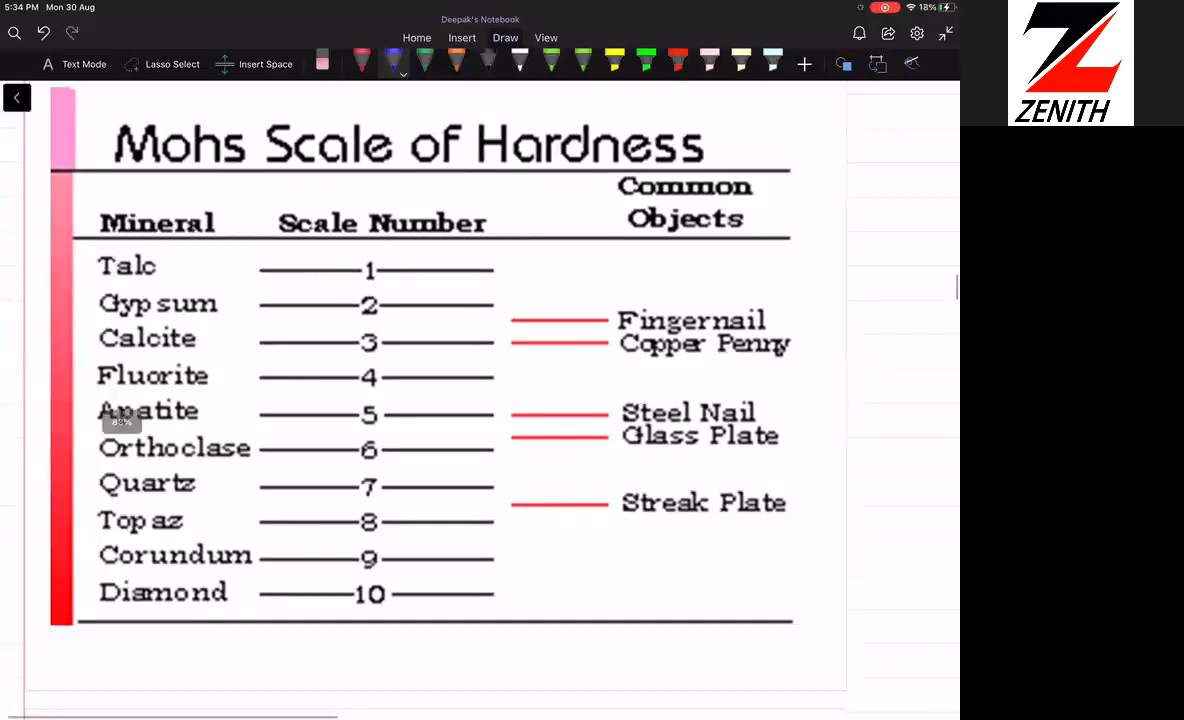 5:34 PM Mon 30 Aug
18%
Deepak's Notebook
Home Insert Draw View
Text Mode Lasso Select Insert Space
ZENITH
Mohs Scale of Hardness
Common
Objects
Mineral Scale Number
Talc 1
Gypsum 2
Fingernail
Calcite 3
Copper Penny
Fluorite 4
Apatite 5 Steel Nail
Glass Plate
Orthoclase 6
Quartz 7
Streak Plate
Topaz 8
Corundum 9
Diamond 10